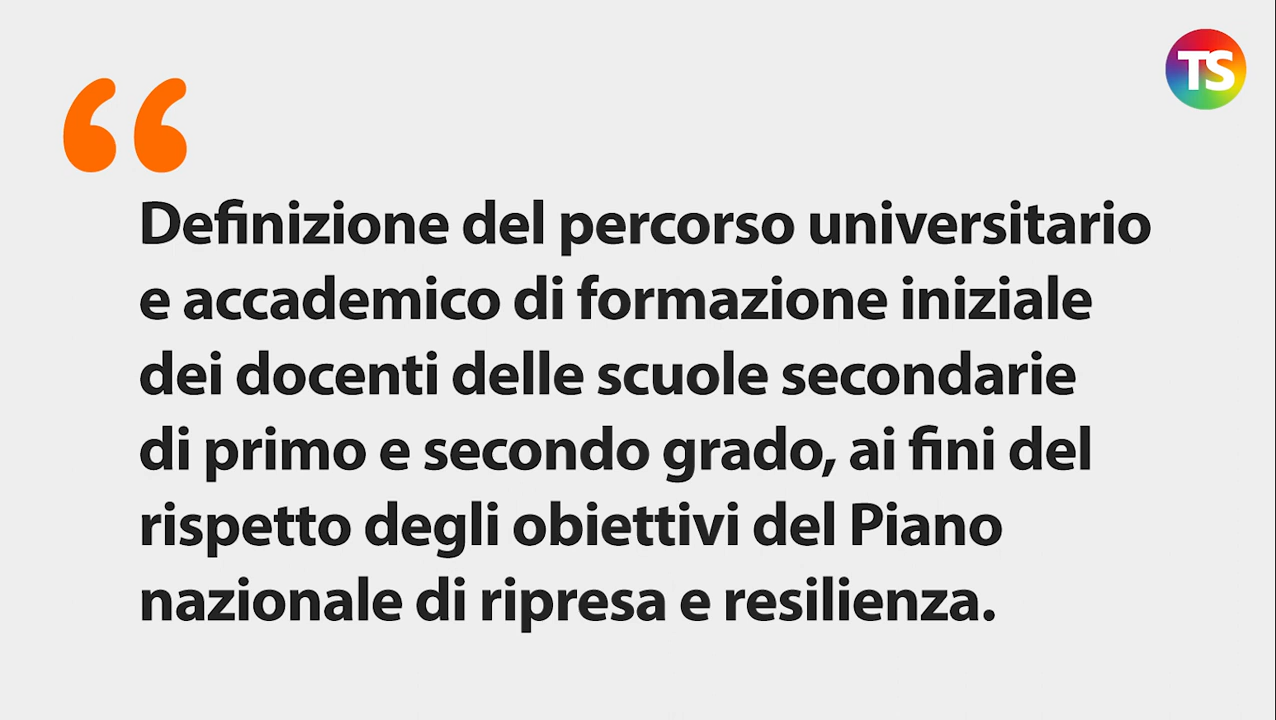 TS
“
Definizione del percorso universitario
e accademico di formazione iniziale
dei docenti delle scuole secondarie
di primo e secondo grado, ai fini del
rispetto degli obiettivi del Piano
nazionale di ripresa e resilienza.